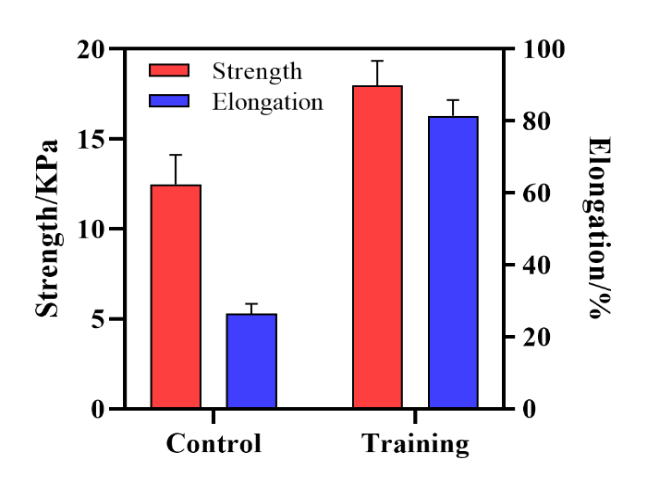 Strength
Elongation
20
15
10
5
0
Strength/KPa
100
80
60
40
20
0
Elongation/%
Control
Training